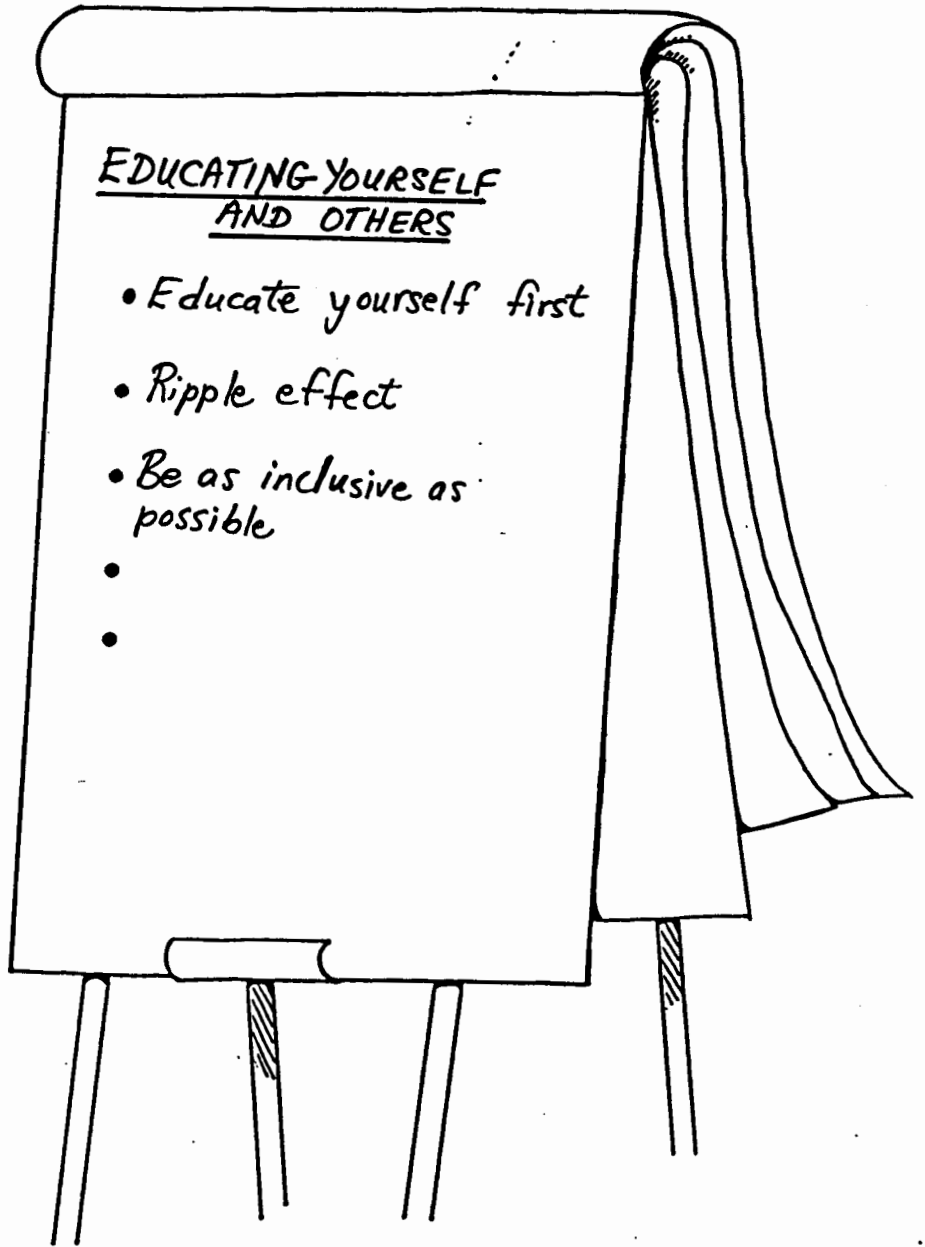 EDUCATING YOURSELF
AND OTHERS
• Educate yourself first
• Ripple effect
• Be as inclusive as
possible
•
•